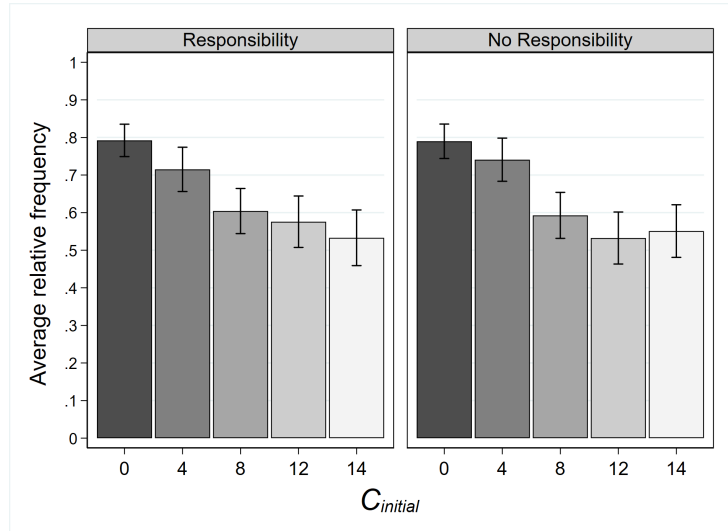 Responsibility
No Responsibility
Average relative frequency
1
.9
.8
.7
.6
.5
.4
.3
.2
.1
0
0 4 8 12 14
0 4 8 12 14
C initial